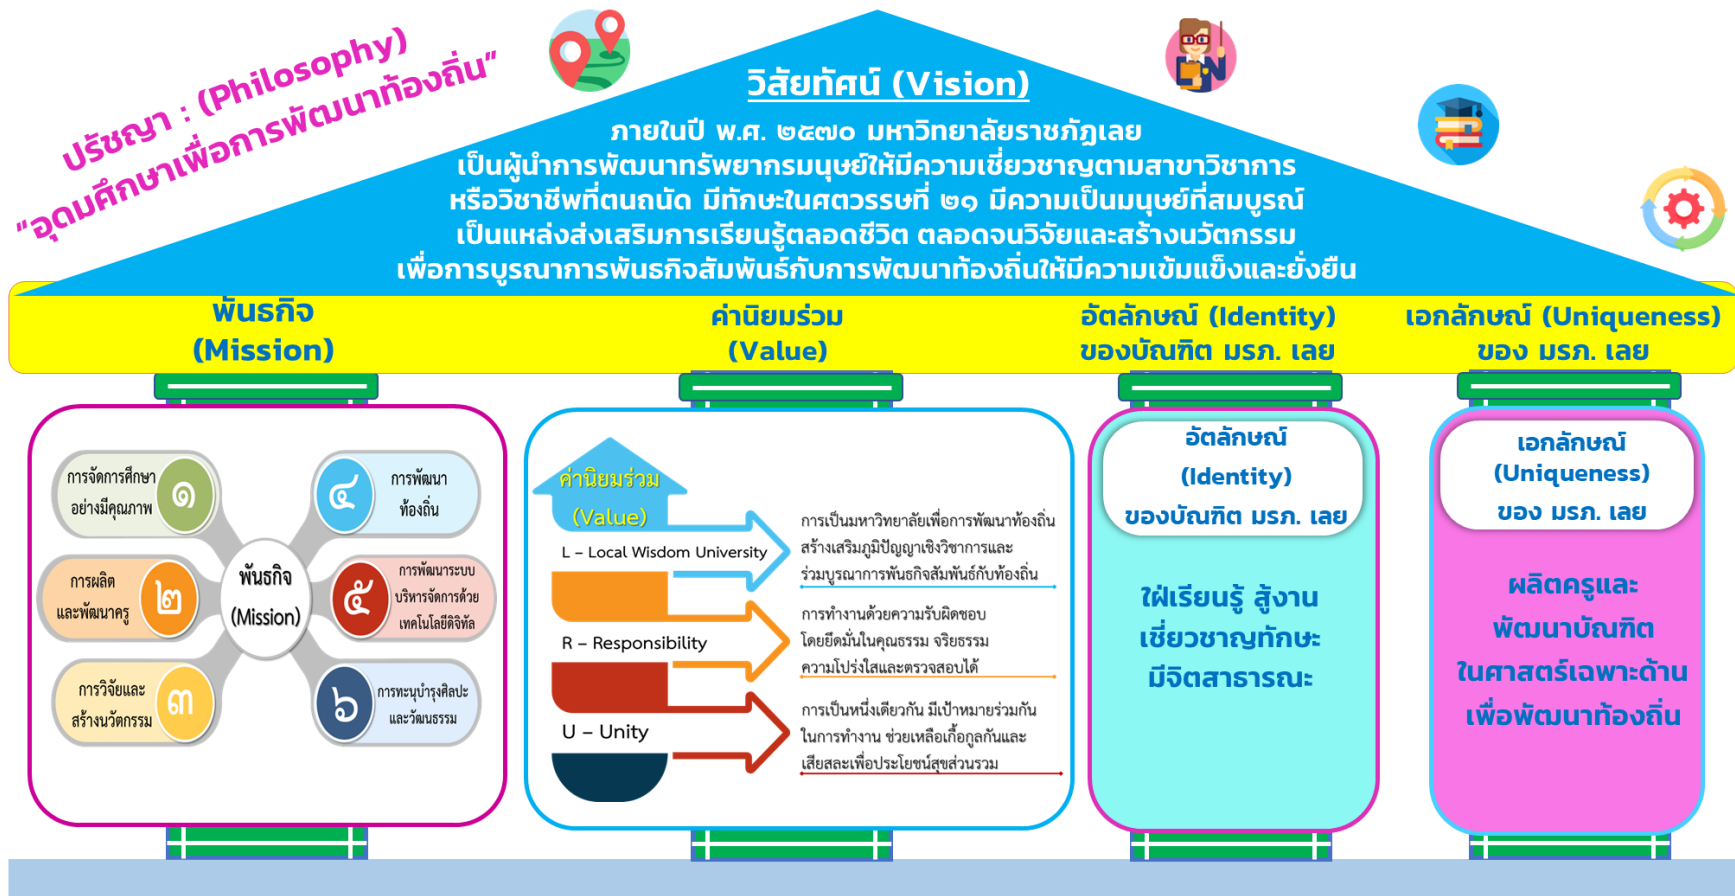 ปรัชญา : (Philosophy)
“อุดมศึกษาเพื่อการพัฒนาท้องถิ่น”
วิสัยทัศน์ (Vision)
ภายในปี พ.ศ. ๒๕๗๐ มหาวิทยาลัยราชภัฏเลย
เป็นผู้นำการพัฒนาทรัพยากรมนุษย์ให้มีความเชี่ยวชาญตามสาขาวิชาการ
หรือวิชาชีพที่ตนถนัด มีทักษะในศตวรรษที่ ๒๑ มีความเป็นมนุษย์ที่สมบูรณ์
เป็นแหล่งส่งเสริมการเรียนรู้ตลอดชีวิต ตลอดจนวิจัยและสร้างนวัตกรรม
เพื่อการบูรณาการพันธกิจสัมพันธ์กับการพัฒนาท้องถิ่นให้มีความเข้มแข็งและยั่งยืน
พันธกิจ
(Mission)
ค่านิยมร่วม
(Value)
อัตลักษณ์ (Identity)
ของบัณฑิต มรภ. เลย
เอกลักษณ์ (Uniqueness)
ของ มรภ. เลย
การจัดการศึกษา
อย่างมีคุณภาพ
๑
การผลิต
และพัฒนาครู
๒
การวิจัยและ
สร้างนวัตกรรม
๓
พันธกิจ
(Mission)
๔
การพัฒนา
ท้องถิ่น
๕
การพัฒนาระบบ
บริหารจัดการด้วย
เทคโนโลยีดิจิทัล
๖
การทะนุบำรุงศิลปะ
และวัฒนธรรม
ค่านิยมร่วม
(Value)
L – Local Wisdom University
การเป็นมหาวิทยาลัยเพื่อการพัฒนาท้องถิ่น
สร้างเสริมภูมิปัญญาเชิงวิชาการและ
ร่วมบูรณาการพันธกิจสัมพันธ์กับท้องถิ่น
R – Responsibility
การทำงานด้วยความรับผิดชอบ
โดยยึดมั่นในคุณธรรม จริยธรรม
ความโปร่งใสและตรวจสอบได้
U – Unity
การเป็นหนึ่งเดียวกัน มีเป้าหมายร่วมกัน
ในการทำงาน ช่วยเหลือเกื้อกูลกันและ
เสียสละเพื่อประโยชน์สุขส่วนรวม
อัตลักษณ์
(Identity)
ของบัณฑิต มรภ. เลย
ใฝ่เรียนรู้ สู้งาน
เชี่ยวชาญทักษะ
มีจิตสาธารณะ
เอกลักษณ์
(Uniqueness)
ของ มรภ. เลย
ผลิตครูและ
พัฒนาบัณฑิต
ในศาสตร์เฉพาะด้าน
เพื่อพัฒนาท้องถิ่น